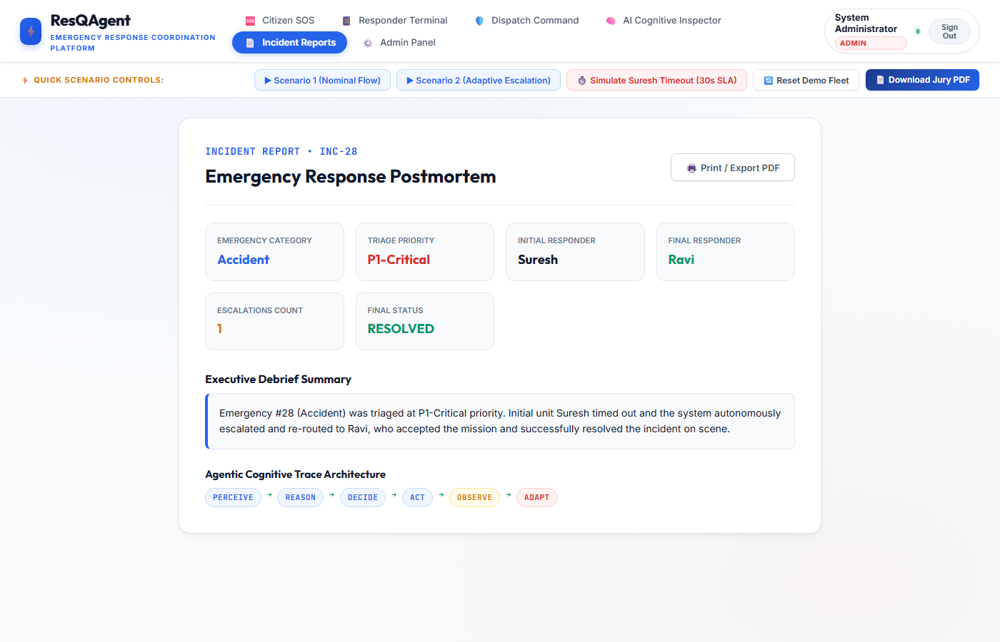 ResQAgent
EMERGENCY RESPONSE COORDINATION
PLATFORM
SOS Citizen SOS
Responder Terminal
Dispatch Command
AI Cognitive Inspector
Incident Reports
Admin Panel
System
Administrator
ADMIN
Sign
Out
QUICK SCENARIO CONTROLS:
▶ Scenario 1 (Nominal Flow)
▶ Scenario 2 (Adaptive Escalation)
Simulate Suresh Timeout (30s SLA)
Reset Demo Fleet
Download Jury PDF
INCIDENT REPORT • INC-28
Emergency Response Postmortem
Print / Export PDF
EMERGENCY CATEGORY
Accident
TRIAGE PRIORITY
P1-Critical
INITIAL RESPONDER
Suresh
FINAL RESPONDER
Ravi
ESCALATIONS COUNT
1
FINAL STATUS
RESOLVED
Executive Debrief Summary
Emergency #28 (Accident) was triaged at P1-Critical priority. Initial unit Suresh timed out and the system autonomously
escalated and re-routed to Ravi, who accepted the mission and successfully resolved the incident on scene.
Agentic Cognitive Trace Architecture
PERCEIVE → REASON → DECIDE → ACT → OBSERVE → ADAPT